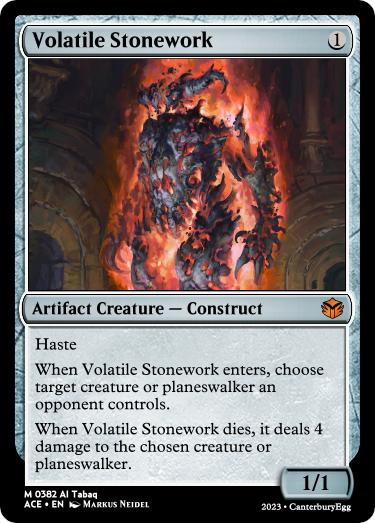 Volatile Stonework
1
Artifact Creature — Construct
Haste
When Volatile Stonework enters, choose
target creature or planeswalker an
opponent controls.
When Volatile Stonework dies, it deals 4
damage to the chosen creature or
planeswalker.
1/1
M 0382 Al Tabaq
ACE • EN Markus Neidel
2023 • CanterburyEgg